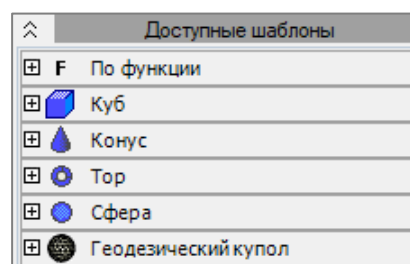 Доступные шаблоны
F По функции
Куб
Конус
Тор
Сфера
Геодезический купол